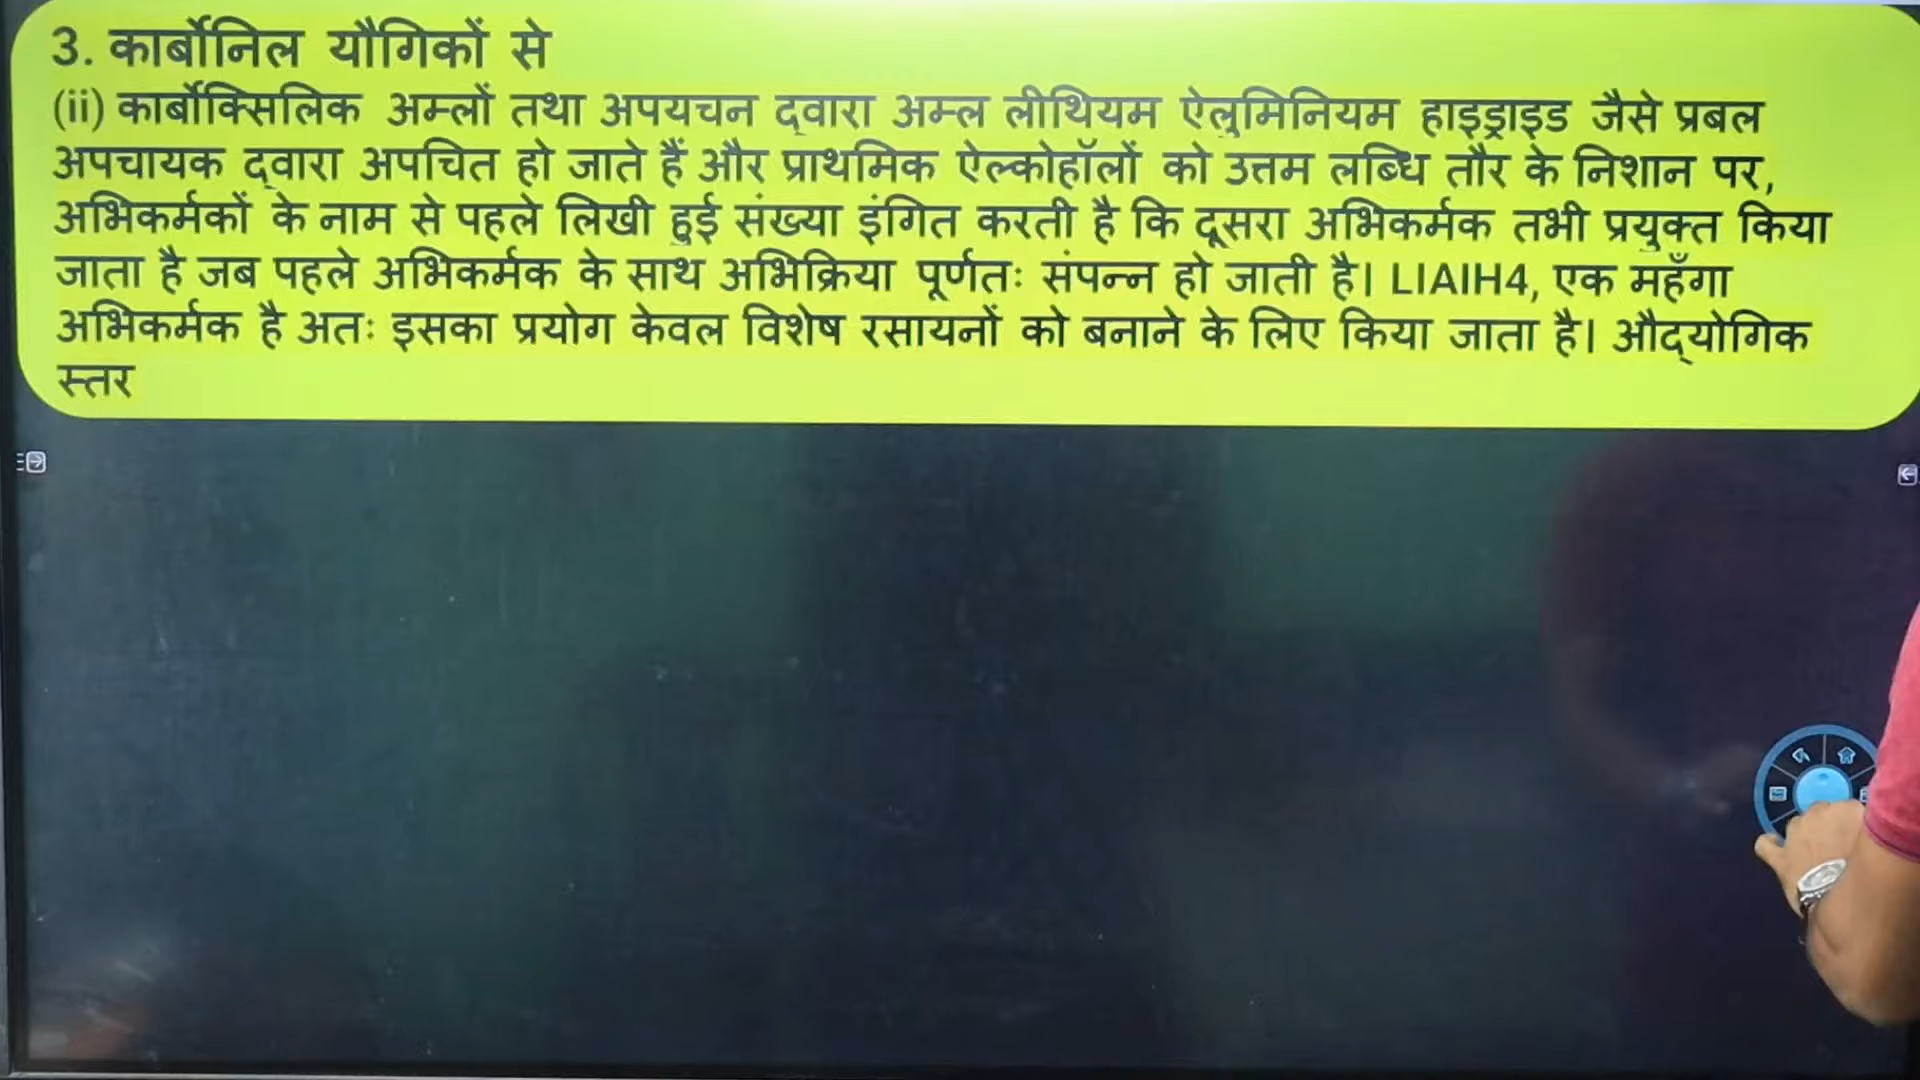 3. कार्बोनिल यौगिकों से
(ii) कार्बोक्सिलिक अम्लों तथा अपयचन द्वारा अम्ल लीथियम ऐलुमिनियम हाइड्राइड जैसे प्रबल
अपचायक द्वारा अपचित हो जाते हैं और प्राथमिक ऐल्कोहॉलों को उत्तम लब्धि तौर के निशान पर,
अभिकर्मकों के नाम से पहले लिखी हुई संख्या इंगित करती है कि दूसरा अभिकर्मक तभी प्रयुक्त किया
जाता है जब पहले अभिकर्मक के साथ अभिक्रिया पूर्णतः संपन्न हो जाती है। LIAIH4, एक महँगा
अभिकर्मक है अतः इसका प्रयोग केवल विशेष रसायनों को बनाने के लिए किया जाता है। औद्योगिक
स्तर